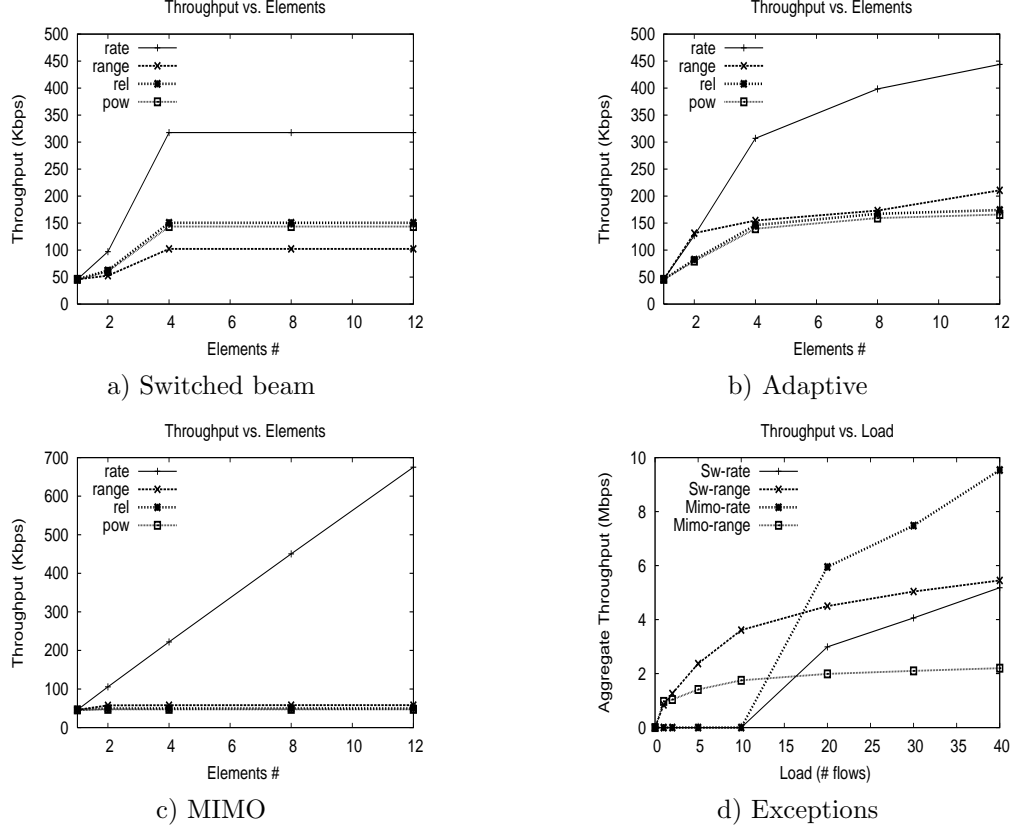 Throughput vs. Elements
500
450
400
350
300
250
200
150
100
50
0
Throughput (Kbps)
rate
range
rel
pow
2 4 6 8 10 12
Elements #
a) Switched beam
Throughput vs. Elements
500
450
400
350
300
250
200
150
100
50
0
Throughput (Kbps)
rate
range
rel
pow
2 4 6 8 10 12
Elements #
b) Adaptive
Throughput vs. Elements
700
600
500
400
300
200
100
0
Throughput (Kbps)
rate
range
rel
pow
2 4 6 8 10 12
Elements #
c) MIMO
Throughput vs. Load
10
8
6
4
2
0
Aggregate Throughput (Mbps)
Sw-rate
Sw-range
Mimo-rate
Mimo-range
0 5 10 15 20 25 30 35 40
Load (# flows)
d) Exceptions